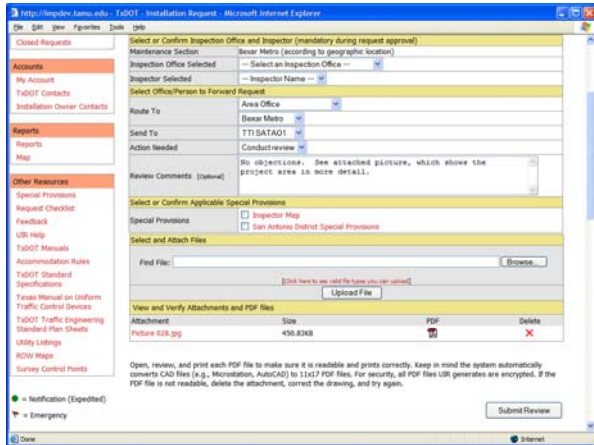 http://impdev.tamu.edu - TxDOT - Installation Request - Microsoft Internet Explorer
File Edit View Favorites Tools Help
Closed Requests
Accounts
My Account
TxDOT Contacts
Installation Owner Contacts
Reports
Reports
Map
Other Resources
Special Provisions
Request Checklist
Feedback
UIR Help
TxDOT Manuals
Accommodation Rules
TxDOT Standard
Specifications
Texas Manual on Uniform
Traffic Control Devices
TxDOT Traffic Engineering
Standard Plan Sheets
Utility Listings
ROW Maps
Survey Control Points
= Notification (Expedited)
= Emergency
Select or Confirm Inspection Office and Inspector (mandatory during request approval)
Maintenance Section Bexar Metro (according to geographic location)
Inspection Office Selected -- Select an Inspection Office --
Inspector Selected -- Inspector Name --
Select Office/Person to Forward Request
Route To Area Office
Bexar Metro
Send To TTI SATAO1
Action Needed Conduct review
Review Comments [Optional] No objections. See attached picture, which shows the
project area in more detail.
Select or Confirm Applicable Special Provisions
Special Provisions Inspector Map
San Antonio District Special Provisions
Select and Attach Files
Find File: Browse...
[Click here to see valid file types you can upload]
Upload File
View and Verify Attachments and PDF files
Attachment Size PDF Delete
Picture 028.jpg 450.83KB
Open, review, and print each PDF file to make sure it is readable and prints correctly. Keep in mind the system automatically
converts CAD files (e.g., Microstation, AutoCAD) to 11x17 PDF files. For security, all PDF files UIR generates are encrypted. If the
PDF file is not readable, delete the attachment, correct the drawing, and try again.
Submit Review
Done Internet